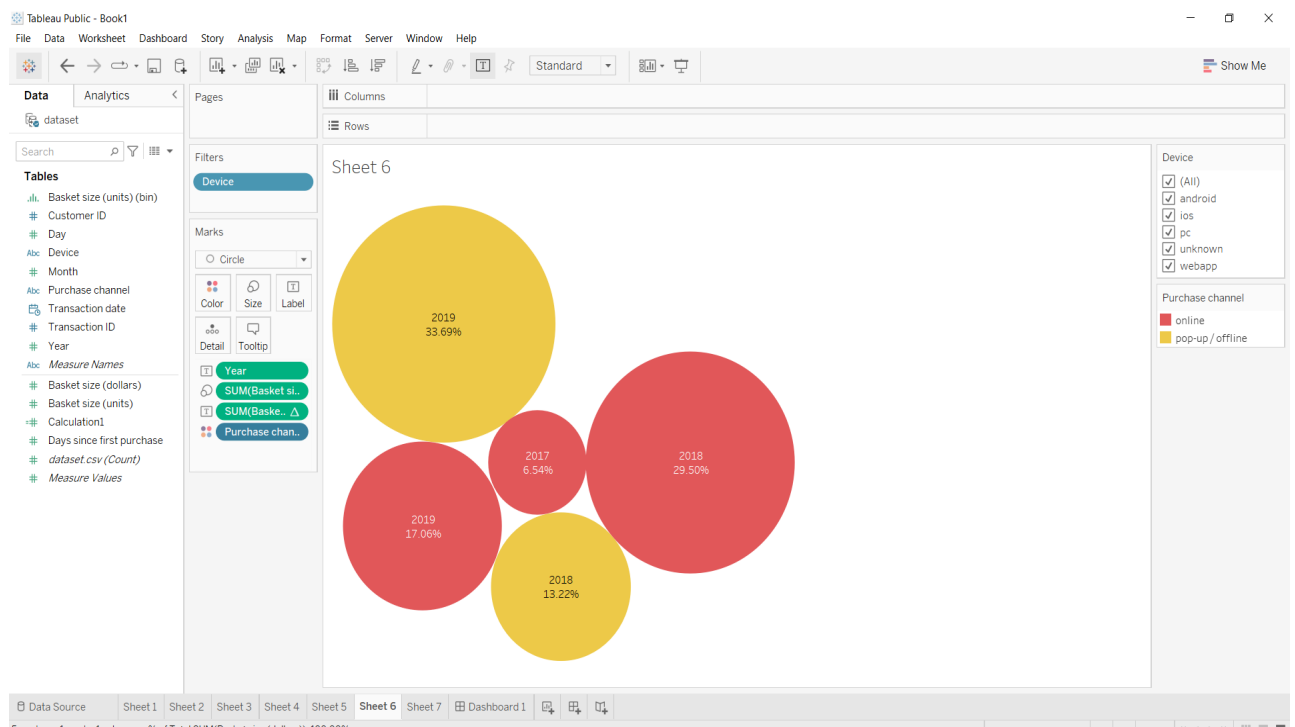 Tableau Public - Book1
File Data Worksheet Dashboard Story Analysis Map Format Server Window Help
Standard
Show Me
Data Analytics
dataset
Search
Tables
Basket size (units) (bin)
Customer ID
Day
Abc Device
Month
Abc Purchase channel
Transaction date
Transaction ID
Year
Abc Measure Names
Basket size (dollars)
Basket size (units)
Calculation1
Days since first purchase
dataset.csv (Count)
Measure Values
Pages
Filters
Device
Marks
Circle
Color Size Label
Detail Tooltip
Year
SUM(Basket si..
SUM(Baske.. △
Purchase chan..
Columns
Rows
Sheet 6
2019
33.69%
2017
6.54%
2018
29.50%
2019
17.06%
2018
13.22%
Device
(All)
android
ios
pc
unknown
webapp
Purchase channel
online
pop-up / offline
Data Source Sheet 1 Sheet 2 Sheet 3 Sheet 4 Sheet 5 Sheet 6 Sheet 7 Dashboard 1